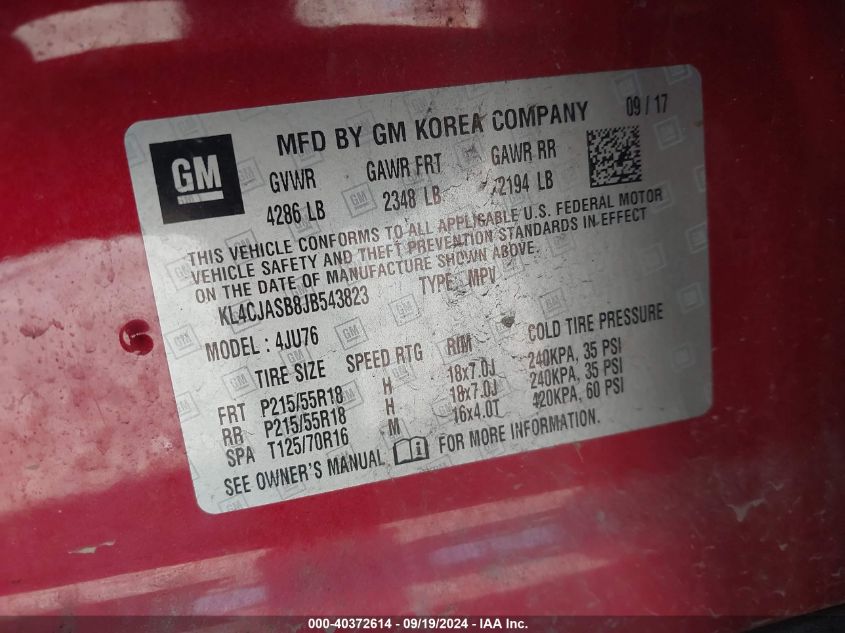 MFD BY GM KOREA COMPANY 09/17
GM
GVWR GAWR FRT GAWR RR
4286 LB 2348 LB 2194 LB
THIS VEHICLE CONFORMS TO ALL APPLICABLE U.S. FEDERAL MOTOR
VEHICLE SAFETY AND THEFT PREVENTION STANDARDS IN EFFECT
ON THE DATE OF MANUFACTURE SHOWN ABOVE.
KL4CJASB8JB543823 TYPE: MPV
MODEL : 4JU76
TIRE SIZE SPEED RTG RIM COLD TIRE PRESSURE
FRT P215/55R18 H 18x7.0J 240KPA, 35 PSI
RR P215/55R18 H 18x7.0J 240KPA, 35 PSI
SPA T125/70R16 M 16x4.0T 420KPA, 60 PSI
SEE OWNER'S MANUAL FOR MORE INFORMATION.
000-40372614 - 09/19/2024 - IAA Inc.